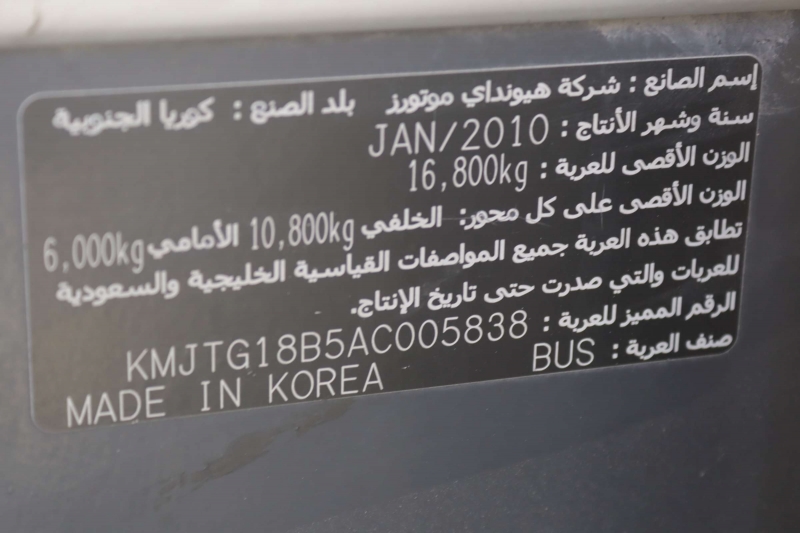 إسم الصانع : شركة هيونداي موتورز بلد الصنع : كوريا الجنوبية
سنة وشهر الأنتاج : JAN/2010
الوزن الأقصى للعربة : 16,800kg
الوزن الأقصى على كل محور: الخلفي 10,800kg الأمامي 6,000kg
تطابق هذه العربة جميع المواصفات القياسية الخليجية والسعودية
للعربات والتي صدرت حتى تاريخ الإنتاج.
الرقم المميز للعربة : KMJTG18B5AC005838
صنف العربة : BUS
MADE IN KOREA